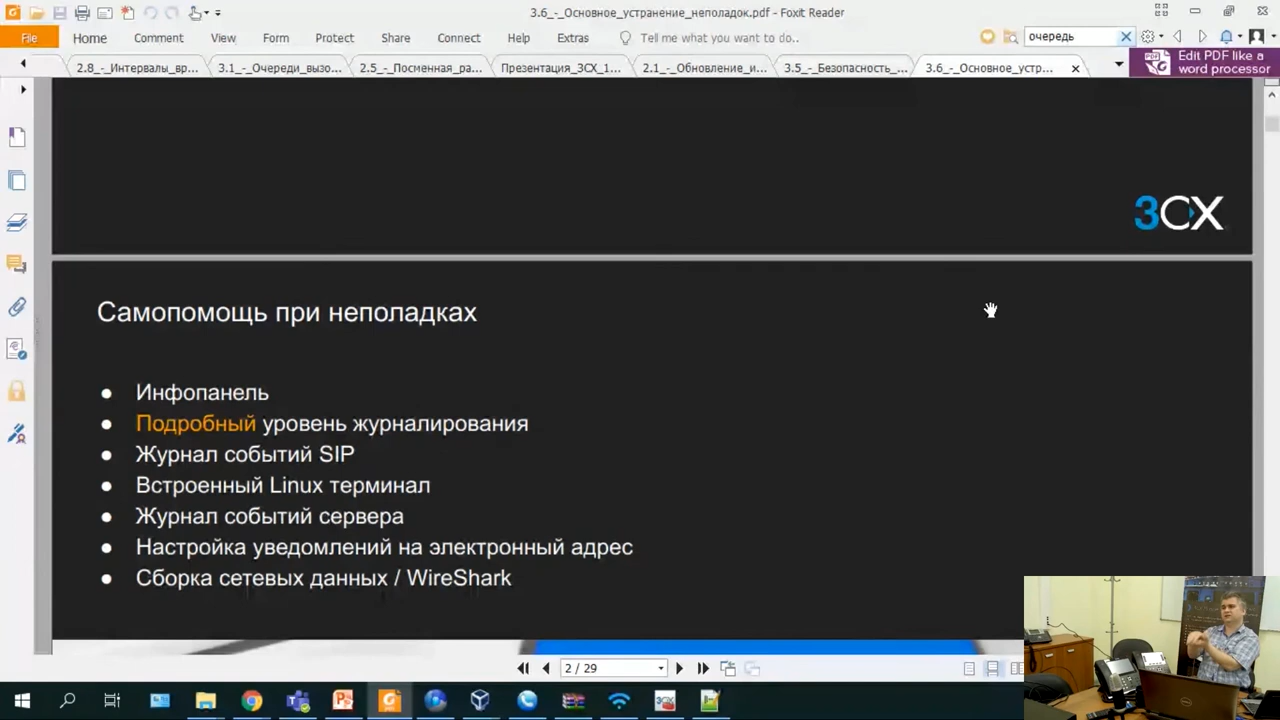 3.6_-_Основное_устранение_неполадок.pdf - Foxit Reader
File Home Comment View Form Protect Share Connect Help Extras Tell me what you want to do.. очередь
2.8_-_Интервалы_вр... 3.1_-_Очереди_вызо... 2.5_-_Посменная_ра... Презентация_3CX_1... 2.1_-_Обновление_и... 3.5_-_Безопасность_... 3.6_-_Основное_устр...
Edit PDF like a
word processor
3CX
Самопомощь при неполадках
● Инфопанель
● Подробный уровень журналирования
● Журнал событий SIP
● Встроенный Linux терминал
● Журнал событий сервера
● Настройка уведомлений на электронный адрес
● Сборка сетевых данных / WireShark
2 / 29